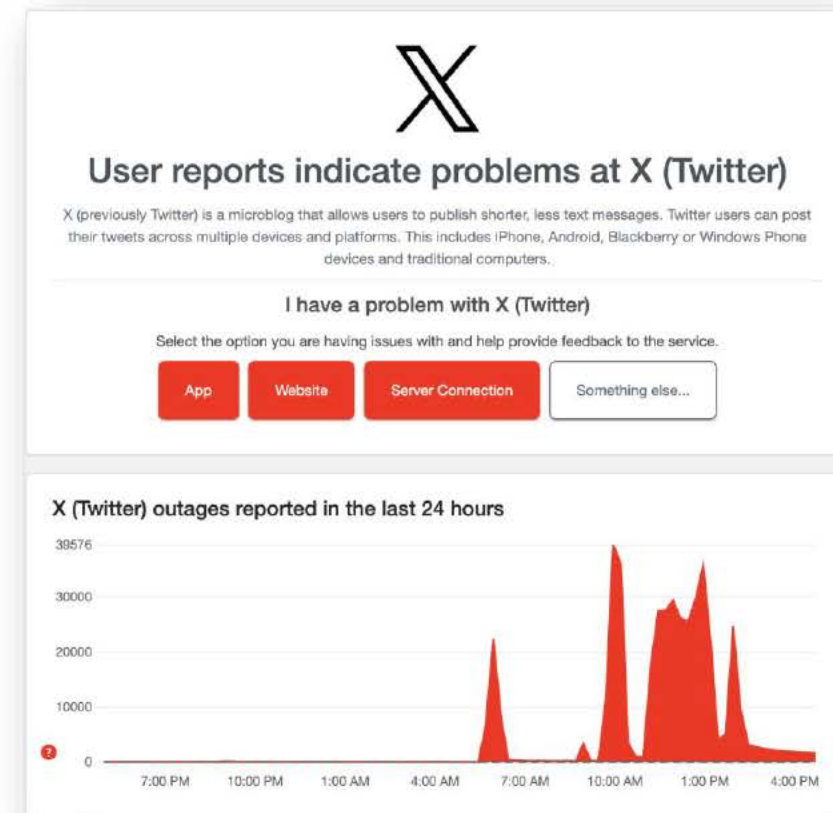 X
User reports indicate problems at X (Twitter)
X (previously Twitter) is a microblog that allows users to publish shorter, less text messages. Twitter users can post
their tweets across multiple devices and platforms. This includes iPhone, Android, Blackberry or Windows Phone
devices and traditional computers.
I have a problem with X (Twitter)
Select the option you are having issues with and help provide feedback to the service.
App Website Server Connection Something else...
X (Twitter) outages reported in the last 24 hours
39576
30000
20000
10000
?
0
7:00 PM 10:00 PM 1:00 AM 4:00 AM 7:00 AM 10:00 AM 1:00 PM 4:00 PM